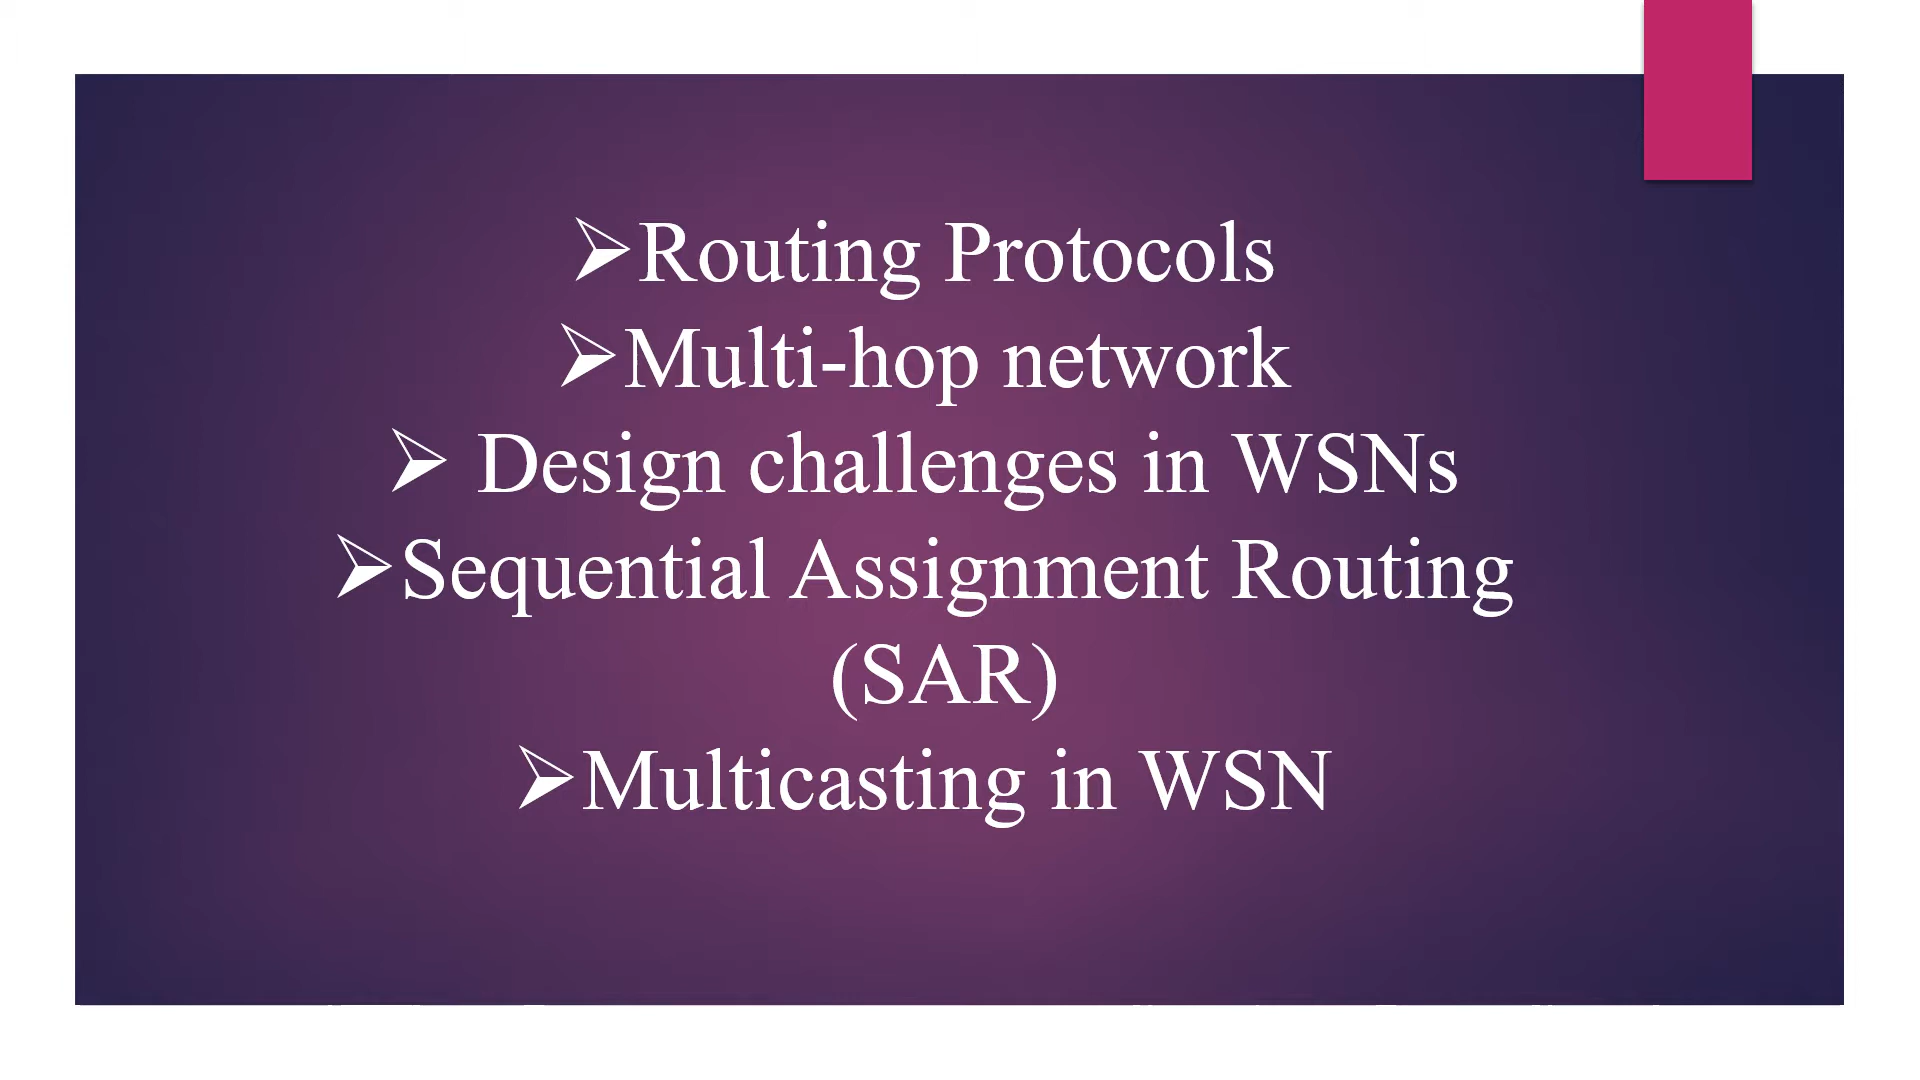 ➢Routing Protocols
➢Multi-hop network
➢ Design challenges in WSNs
➢Sequential Assignment Routing
(SAR)
➢Multicasting in WSN